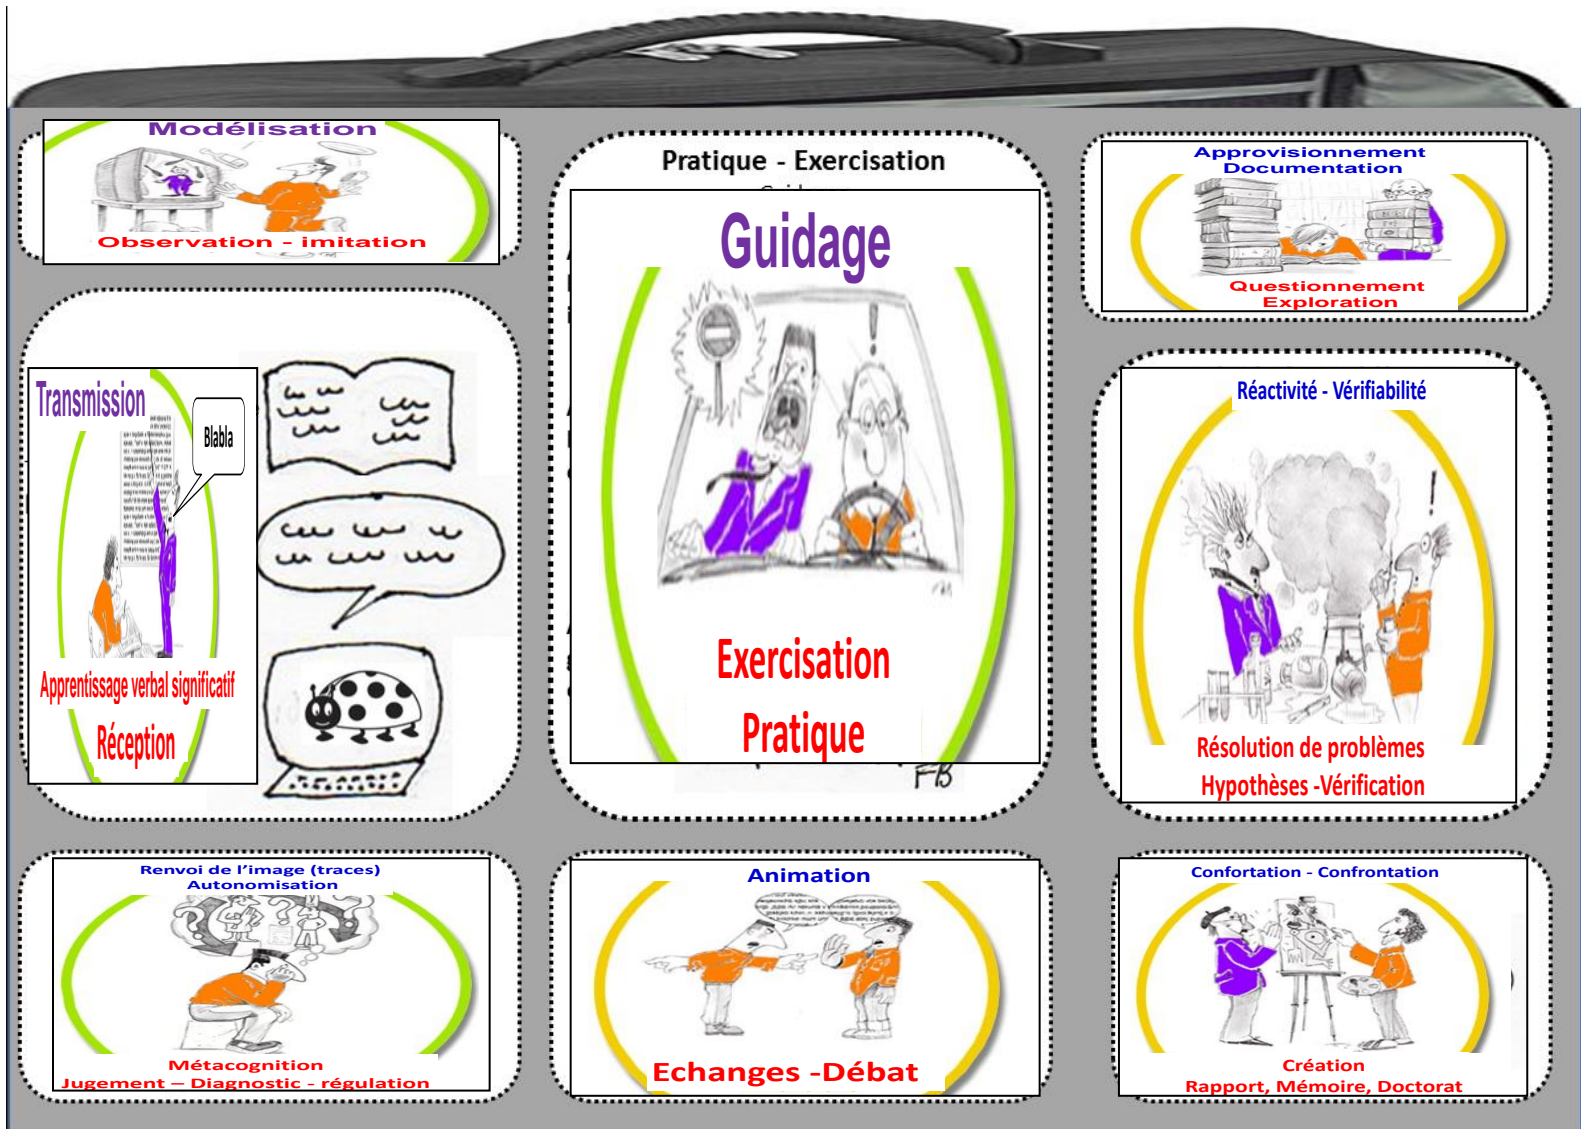 Modélisation
Observation - imitation
Transmission
Blabla
Apprentissage verbal significatif
Réception
Renvoi de l'image (traces)
Autonomisation
Métacognition
Jugement – Diagnostic - régulation
Pratique - Exercisation
Guidage
Exercisation
Pratique
FB
Animation
Echanges -Débat
Approvisionnement
Documentation
Questionnement
Exploration
Réactivité - Vérifiabilité
Résolution de problèmes
Hypothèses -Vérification
Confortation - Confrontation
Création
Rapport, Mémoire, Doctorat